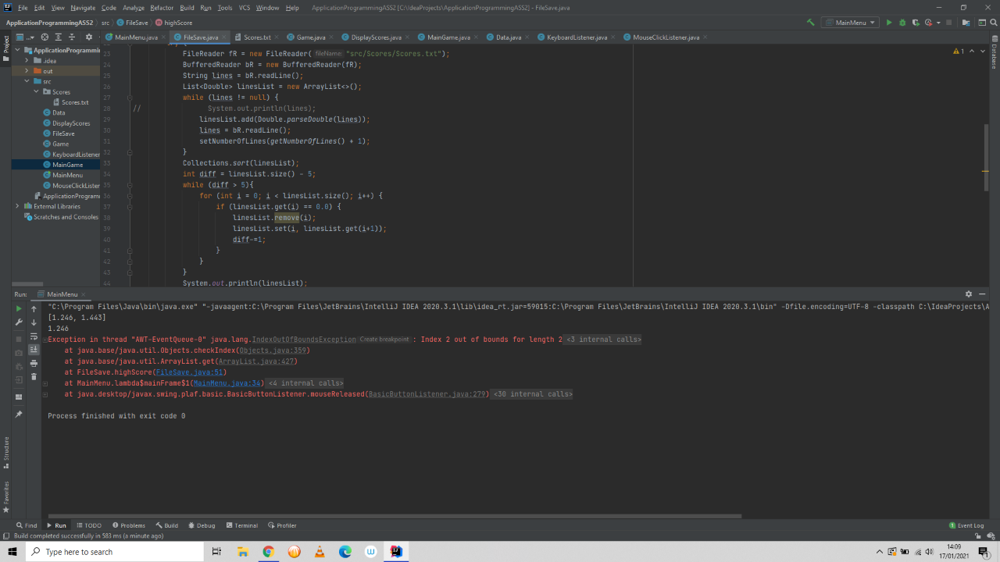 File Edit View Navigate Code Analyze Refactor Build Run Tools VCS Window Help ApplicationProgrammingASS2 [C:\IdeaProjects\ApplicationProgrammingASS2] - FileSave.java
ApplicationProgrammingASS2 src FileSave highScore MainMenu
Project
MainMenu.java FileSave.java Scores.txt Game.java DisplayScores.java MainGame.java Data.java KeyboardListener.java MouseClickListener.java
Database
ApplicationProgrammin
.idea
out
src
Scores
Scores.txt
Data
DisplayScores
FileSave
Game
KeyboardListener
MainGame
MainMenu
MouseClickListener
ApplicationProgrami
External Libraries
Scratches and Consoles
1
23 FileReader fR = new FileReader( fileName: "src/Scores/Scores.txt");
24 BufferedReader bR = new BufferedReader(fR);
25 String lines = bR.readLine();
26 List<Double> linesList = new ArrayList<>();
27 while (lines != null) {
28 // System.out.println(lines);
29 linesList.add(Double.parseDouble(lines));
30 lines = bR.readLine();
31 setNumberOfLines(getNumberOfLines() + 1);
32 }
33 Collections.sort(linesList);
34 int diff = linesList.size() - 5;
35 while (diff > 5){
36 for (int i = 0; i < linesList.size(); i++) {
37 if (linesList.get(i) == 0.0) {
38 linesList.remove(i);
39 linesList.set(i, linesList.get(i+1));
40 diff-=1;
41 }
42 }
43 }
44 System.out.println(linesList);
Run: MainMenu
"C:\Program Files\Java\bin\java.exe" "-javaagent:C:\Program Files\JetBrains\IntelliJ IDEA 2020.3.1\lib\idea_rt.jar=59015:C:\Program Files\JetBrains\IntelliJ IDEA 2020.3.1\bin" -Dfile.encoding=UTF-8 -classpath C:\IdeaProjects\A
[1.246, 1.443]
1.246
Exception in thread "AWT-EventQueue-0" java.lang.IndexOutOfBoundsException Create breakpoint : Index 2 out of bounds for length 2 <3 internal calls>
at java.base/java.util.Objects.checkIndex(Objects.java:359)
at java.base/java.util.ArrayList.get(ArrayList.java:427)
at FileSave.highScore(FileSave.java:51)
at MainMenu.lambda$mainFrame$1(MainMenu.java:34) <4 internal calls>
at java.desktop/javax.swing.plaf.basic.BasicButtonListener.mouseReleased(BasicButtonListener.java:279) <30 internal calls>
Process finished with exit code 0
Structure
Favorites
Find Run TODO Problems Build Debug Terminal Profiler 1 Event Log
Build completed successfully in 583 ms (a minute ago)
Type here to search
14:09
17/01/2021
1